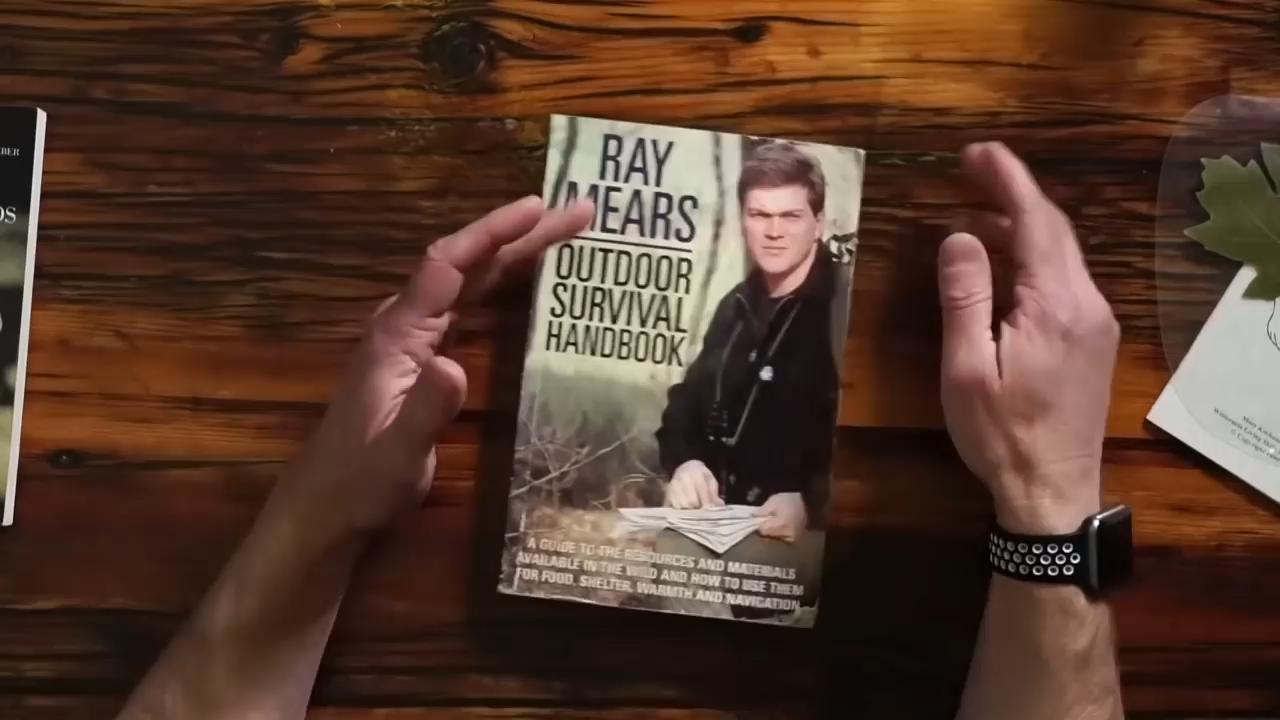 RAY
MEARS
OUTDOOR
SURVIVAL
HANDBOOK
A GUIDE TO THE RESOURCES AND MATERIALS
AVAILABLE IN THE WILD AND HOW TO USE THEM
FOR FOOD, SHELTER, WARMTH AND NAVIGATION